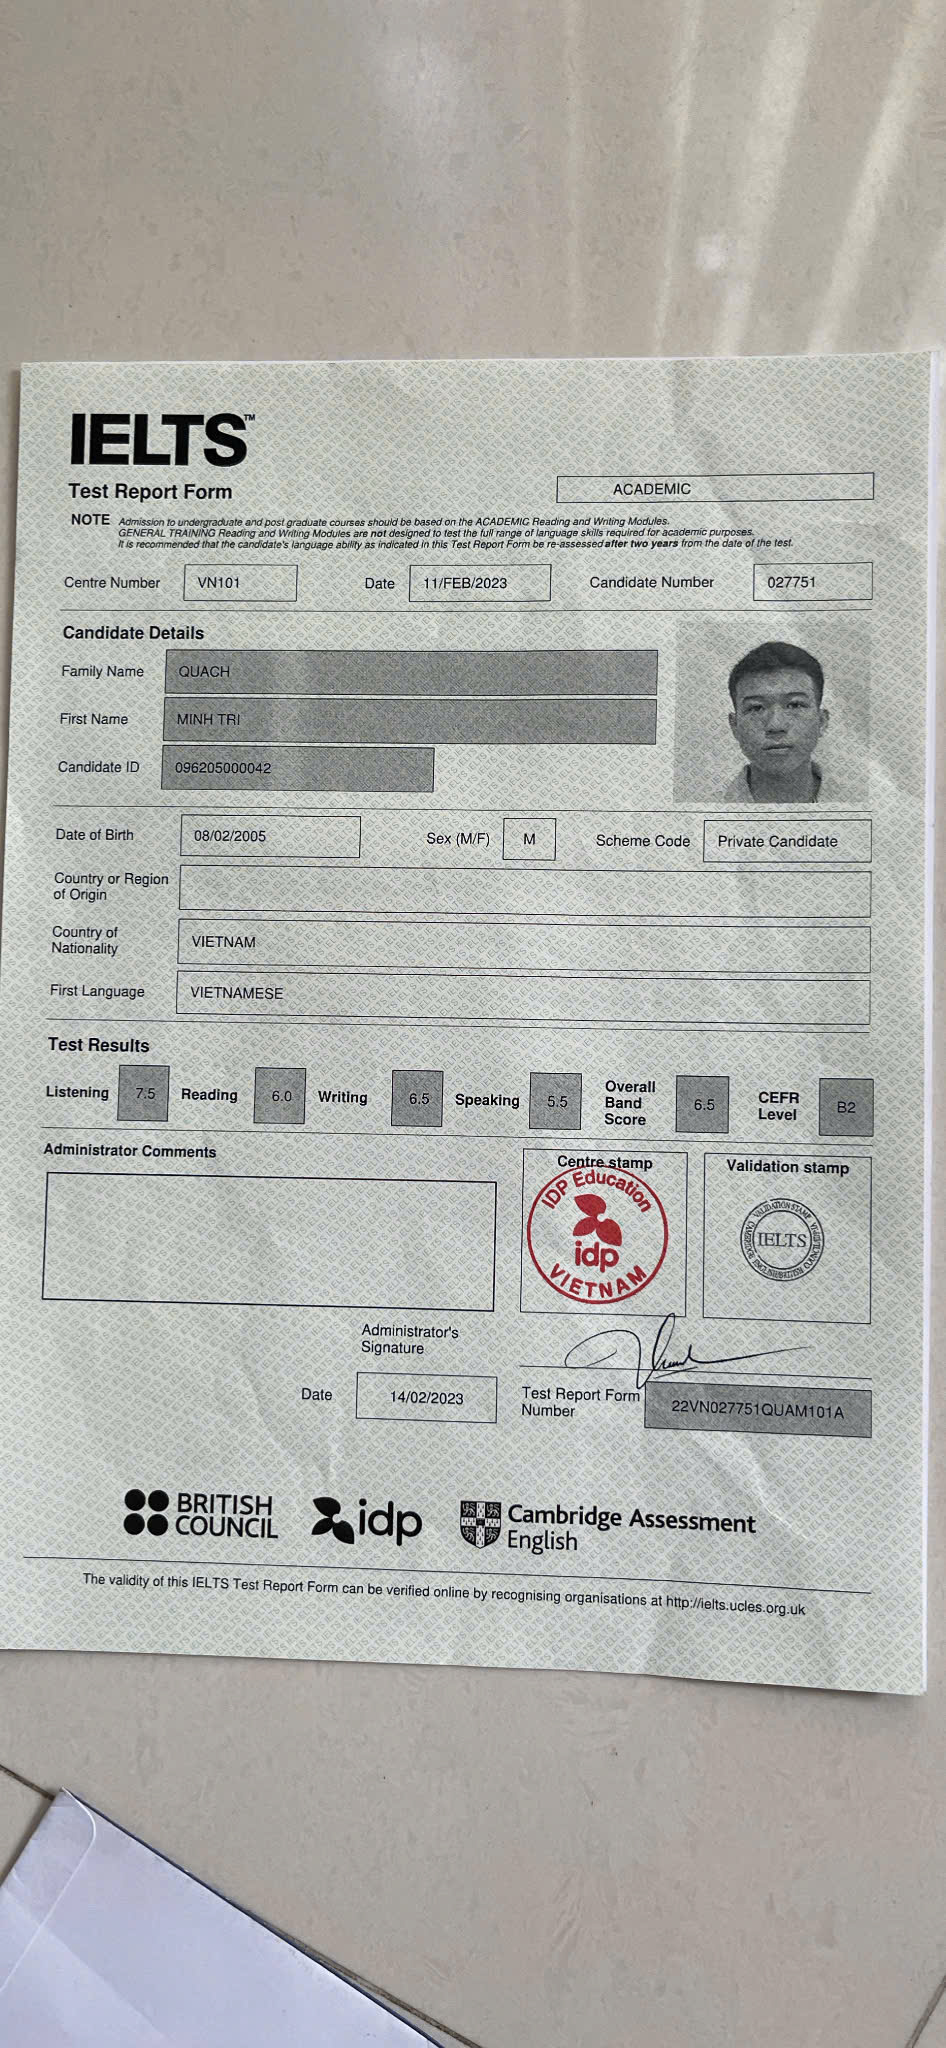 IELTS™
Test Report Form
ACADEMIC
NOTE Admission to undergraduate and post graduate courses should be based on the ACADEMIC Reading and Writing Modules.
GENERAL TRAINING Reading and Writing Modules are not designed to test the full range of language skills required for academic purposes.
It is recommended that the candidate's language ability as indicated in this Test Report Form be re-assessed after two years from the date of the test.
Centre Number VN101 Date 11/FEB/2023 Candidate Number 027751
Candidate Details
Family Name QUACH
First Name MINH TRI
Candidate ID 096205000042
Date of Birth 08/02/2005 Sex (M/F) M Scheme Code Private Candidate
Country or Region
of Origin
Country of
Nationality VIETNAM
First Language VIETNAMESE
Test Results
Listening 7.5 Reading 6.0 Writing 6.5 Speaking 5.5 Overall Band Score 6.5 CEFR Level B2
Administrator Comments
Centre stamp
IDP Education
idp
VIETNAM
Validation stamp
VALIDATION STAMP
IELTS
Administrator's
Signature
Date 14/02/2023
Test Report Form
Number 22VN027751QUAM101A
BRITISH
COUNCIL
idp
Cambridge Assessment
English
The validity of this IELTS Test Report Form can be verified online by recognising organisations at http://ielts.ucles.org.uk